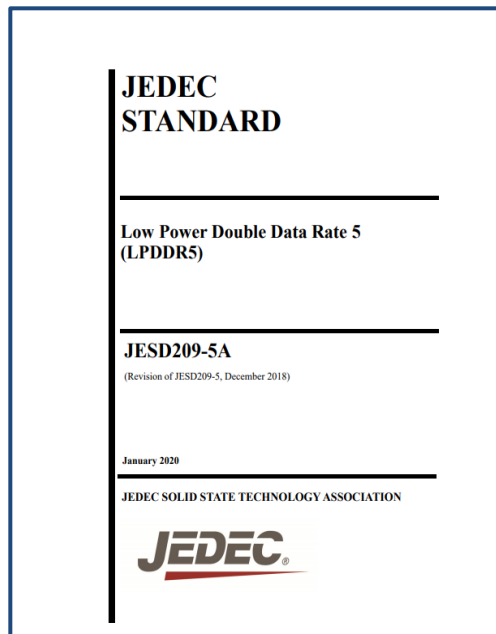 JEDEC
STANDARD
Low Power Double Data Rate 5
(LPDDR5)
JESD209-5A
(Revision of JESD209-5, December 2018)
January 2020
JEDEC SOLID STATE TECHNOLOGY ASSOCIATION
JEDEC®